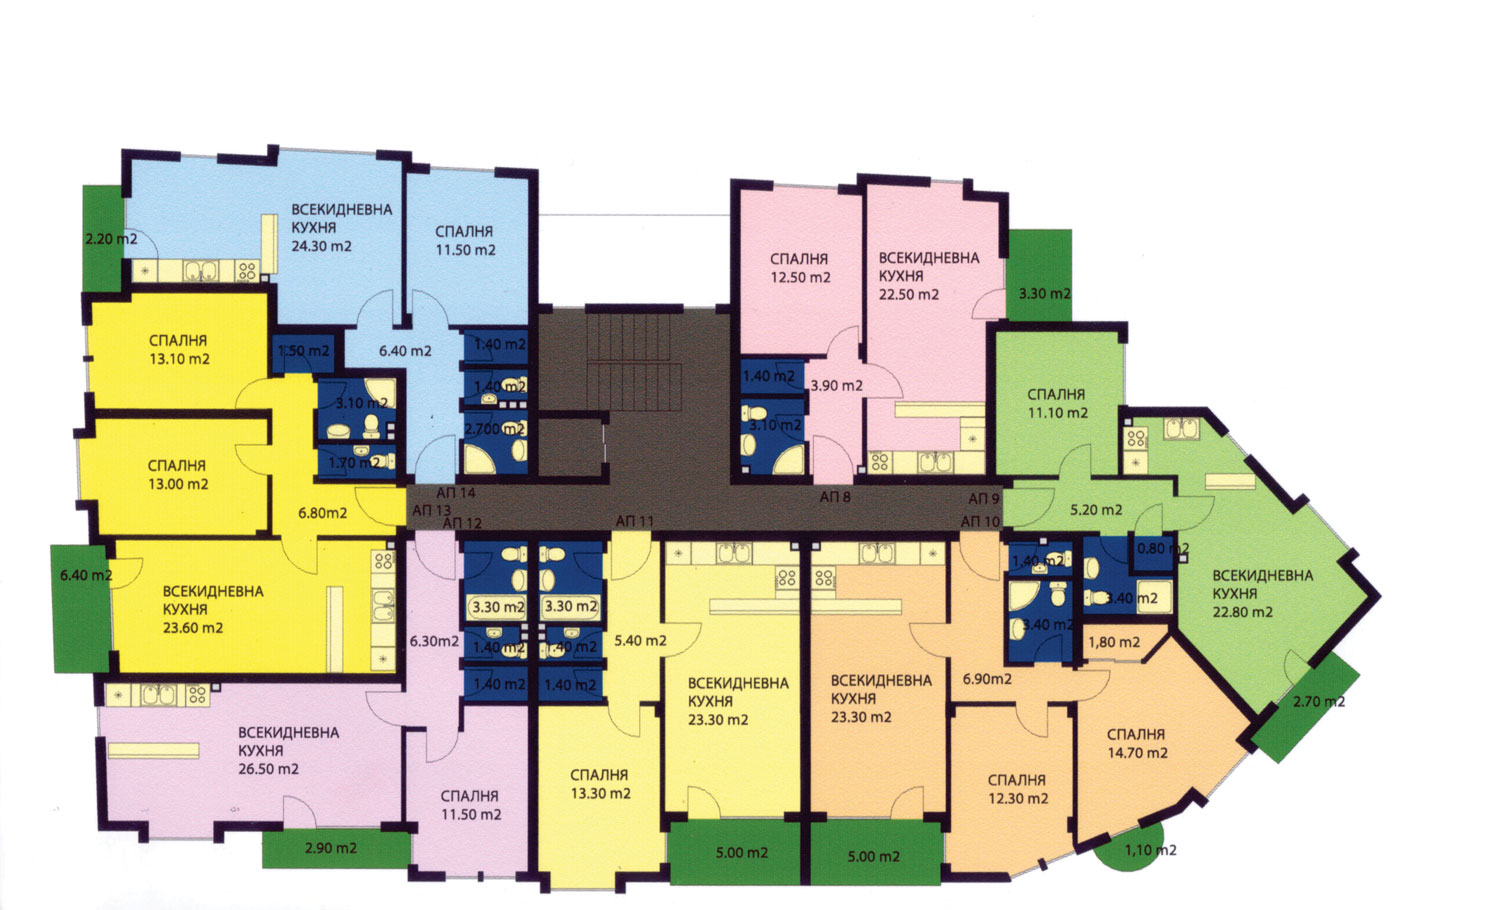 ВСЕКИДНЕВНА
КУХНЯ
24.30 m2
СПАЛНЯ
11.50 m2
2.20 m2
СПАЛНЯ
12.50 m2
ВСЕКИДНЕВНА
КУХНЯ
22.50 m2
3.30 m2
СПАЛНЯ
13.10 m2
1.50 m2
6.40 m2
1.40 m2
1.40 m2
3.10 m2
2.700 m2
1.70 m2
1.40 m2
3.90 m2
3.10 m2
СПАЛНЯ
11.10 m2
СПАЛНЯ
13.00 m2
6.80m2
АП 14
АП 13
АП 12
АП 11
АП 8
АП 9
АП 10
5.20 m2
0.80 m2
3.40 m2
ВСЕКИДНЕВНА
КУХНЯ
22.80 m2
2.70 m2
6.40 m2
ВСЕКИДНЕВНА
КУХНЯ
23.60 m2
6.30m2
3.30 m2
1.40 m2
1.40 m2
3.30 m2
1.40 m2
1.40 m2
5.40 m2
ВСЕКИДНЕВНА
КУХНЯ
23.30 m2
ВСЕКИДНЕВНА
КУХНЯ
23.30 m2
1.40 m2
3.40 m2
1,80 m2
6.90m2
СПАЛНЯ
14.70 m2
ВСЕКИДНЕВНА
КУХНЯ
26.50 m2
СПАЛНЯ
11.50 m2
СПАЛНЯ
13.30 m2
СПАЛНЯ
12.30 m2
2.90 m2
5.00 m2
5.00 m2
1,10 m2